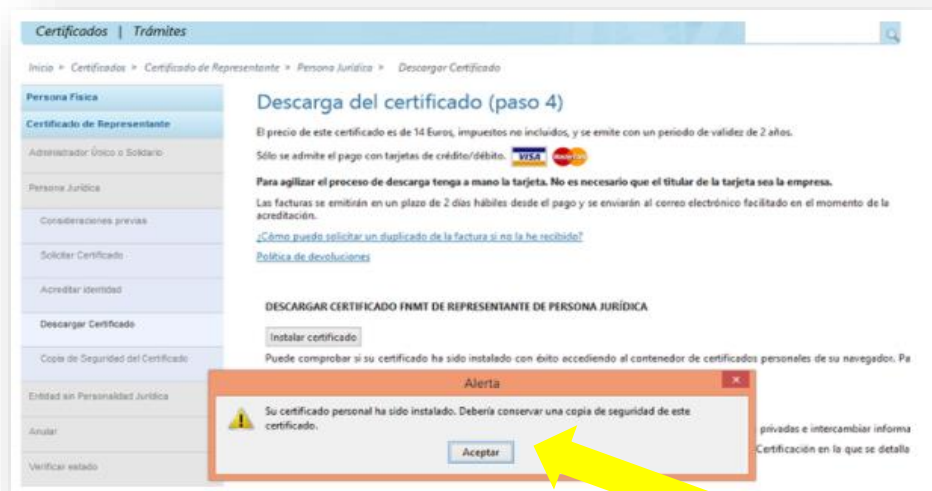 Certificados | Trámites
Inicio > Certificados > Certificado de Representante > Persona Jurídica > Descargar Certificado
Persona Física
Certificado de Representante
Administrador Único o Solidario
Persona Jurídica
Consideraciones previas
Solicitar Certificado
Acreditar identidad
Descargar Certificado
Copia de Seguridad del Certificado
Entidad sin Personalidad Jurídica
Anular
Verificar estado
Descarga del certificado (paso 4)
El precio de este certificado es de 14 Euros, impuestos no incluidos, y se emite con un periodo de validez de 2 años.
Sólo se admite el pago con tarjetas de crédito/débito. VISA MasterCard
Para agilizar el proceso de descarga tenga a mano la tarjeta. No es necesario que el titular de la tarjeta sea la empresa.
Las facturas se emitirán en un plazo de 2 días hábiles desde el pago y se enviarán al correo electrónico facilitado en el momento de la
acreditación.
¿Cómo puedo solicitar un duplicado de la factura si no la he recibido?
Política de devoluciones
DESCARGAR CERTIFICADO FNMT DE REPRESENTANTE DE PERSONA JURÍDICA
Instalar certificado
Puede comprobar si su certificado ha sido instalado con éxito accediendo al contenedor de certificados personales de su navegador. Pa
Alerta
Su certificado personal ha sido instalado. Debería conservar una copia de seguridad de este
certificado.
Aceptar
privadas e intercambiar informa
Certificación en la que se detalla